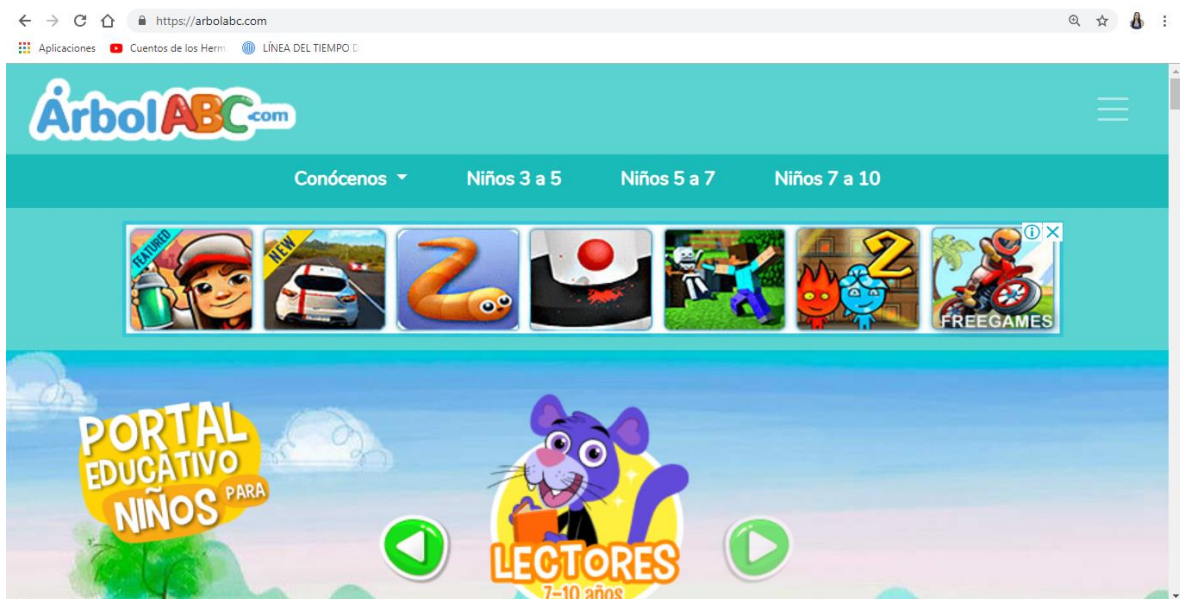 https://arbolabc.com
Aplicaciones Cuentos de los Herm LÍNEA DEL TIEMPO D
ÁrbolABC.com
Conócenos Niños 3 a 5 Niños 5 a 7 Niños 7 a 10
FEATURED NEW 2 FREEGAMES
PORTAL
EDUCATIVO
PARA
NIÑOS
LECTORES
7-10 años